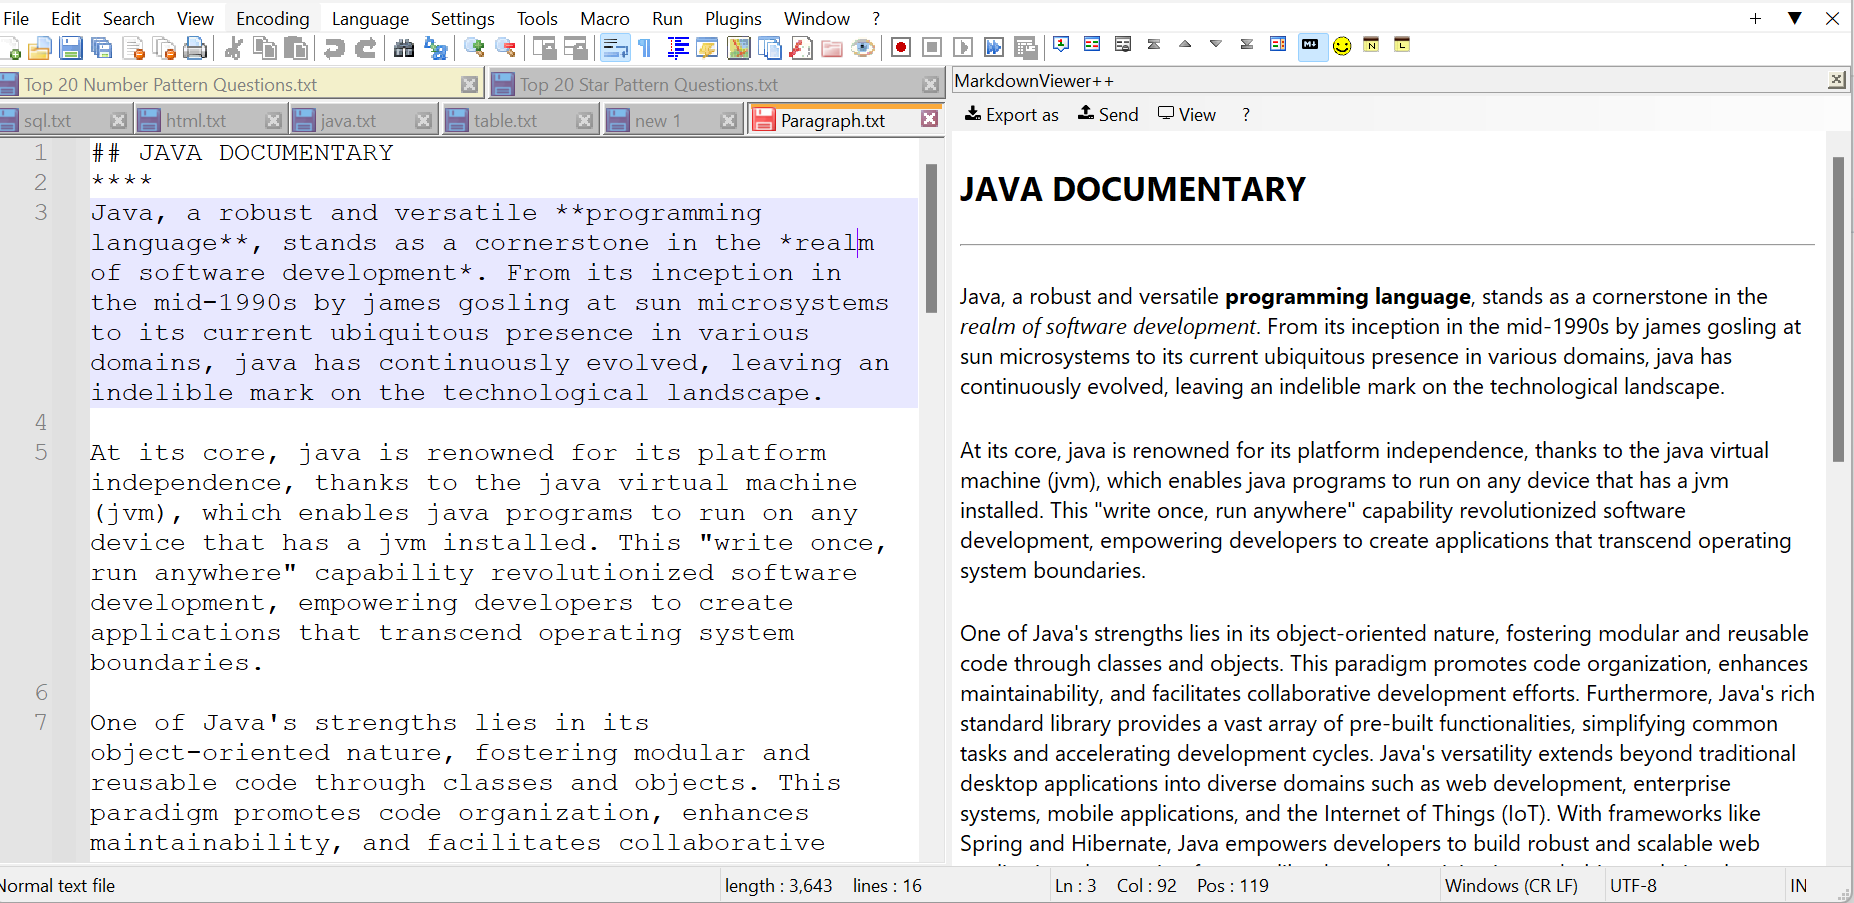 File Edit Search View Encoding Language Settings Tools Macro Run Plugins Window ? + ▼ X
Top 20 Number Pattern Questions.txt Top 20 Star Pattern Questions.txt
sql.txt html.txt java.txt table.txt new 1 Paragraph.txt
1 ## JAVA DOCUMENTARY
2 ****
3 Java, a robust and versatile **programming
language**, stands as a cornerstone in the *realm
of software development*. From its inception in
the mid-1990s by james gosling at sun microsystems
to its current ubiquitous presence in various
domains, java has continuously evolved, leaving an
indelible mark on the technological landscape.
4
5 At its core, java is renowned for its platform
independence, thanks to the java virtual machine
(jvm), which enables java programs to run on any
device that has a jvm installed. This "write once,
run anywhere" capability revolutionized software
development, empowering developers to create
applications that transcend operating system
boundaries.
6
7 One of Java's strengths lies in its
object-oriented nature, fostering modular and
reusable code through classes and objects. This
paradigm promotes code organization, enhances
maintainability, and facilitates collaborative
MarkdownViewer++
Export as Send View ?
JAVA DOCUMENTARY
Java, a robust and versatile programming language, stands as a cornerstone in the
realm of software development. From its inception in the mid-1990s by james gosling at
sun microsystems to its current ubiquitous presence in various domains, java has
continuously evolved, leaving an indelible mark on the technological landscape.
At its core, java is renowned for its platform independence, thanks to the java virtual
machine (jvm), which enables java programs to run on any device that has a jvm
installed. This "write once, run anywhere" capability revolutionized software
development, empowering developers to create applications that transcend operating
system boundaries.
One of Java's strengths lies in its object-oriented nature, fostering modular and reusable
code through classes and objects. This paradigm promotes code organization, enhances
maintainability, and facilitates collaborative development efforts. Furthermore, Java's rich
standard library provides a vast array of pre-built functionalities, simplifying common
tasks and accelerating development cycles. Java's versatility extends beyond traditional
desktop applications into diverse domains such as web development, enterprise
systems, mobile applications, and the Internet of Things (IoT). With frameworks like
Spring and Hibernate, Java empowers developers to build robust and scalable web
Normal text file length : 3,643 lines : 16 Ln : 3 Col : 92 Pos : 119 Windows (CR LF) UTF-8 IN